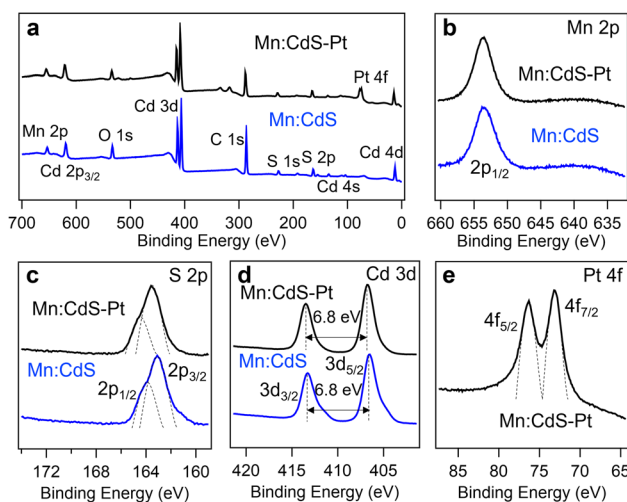 a
Mn:CdS-Pt
Pt 4f
Cd 3d
Mn:CdS
Mn 2p
O 1s
C 1s
S 1s
S 2p
Cd 4d
Cd 2p3/2
Cd 4s
700 600 500 400 300 200 100 0
Binding Energy (eV)
b
Mn 2p
Mn:CdS-Pt
Mn:CdS
2p1/2
660 655 650 645 640 635
Binding Energy (eV)
c
S 2p
Mn:CdS-Pt
Mn:CdS
2p3/2
2p1/2
172 168 164 160
Binding Energy (eV)
d
Cd 3d
Mn:CdS-Pt
6.8 eV
Mn:CdS
3d5/2
3d3/2
6.8 eV
420 413 406
Binding Energy (eV)
e
Pt 4f
4f5/2
4f7/2
Mn:CdS-Pt
85 80 75 70 65
Binding Energy (eV)